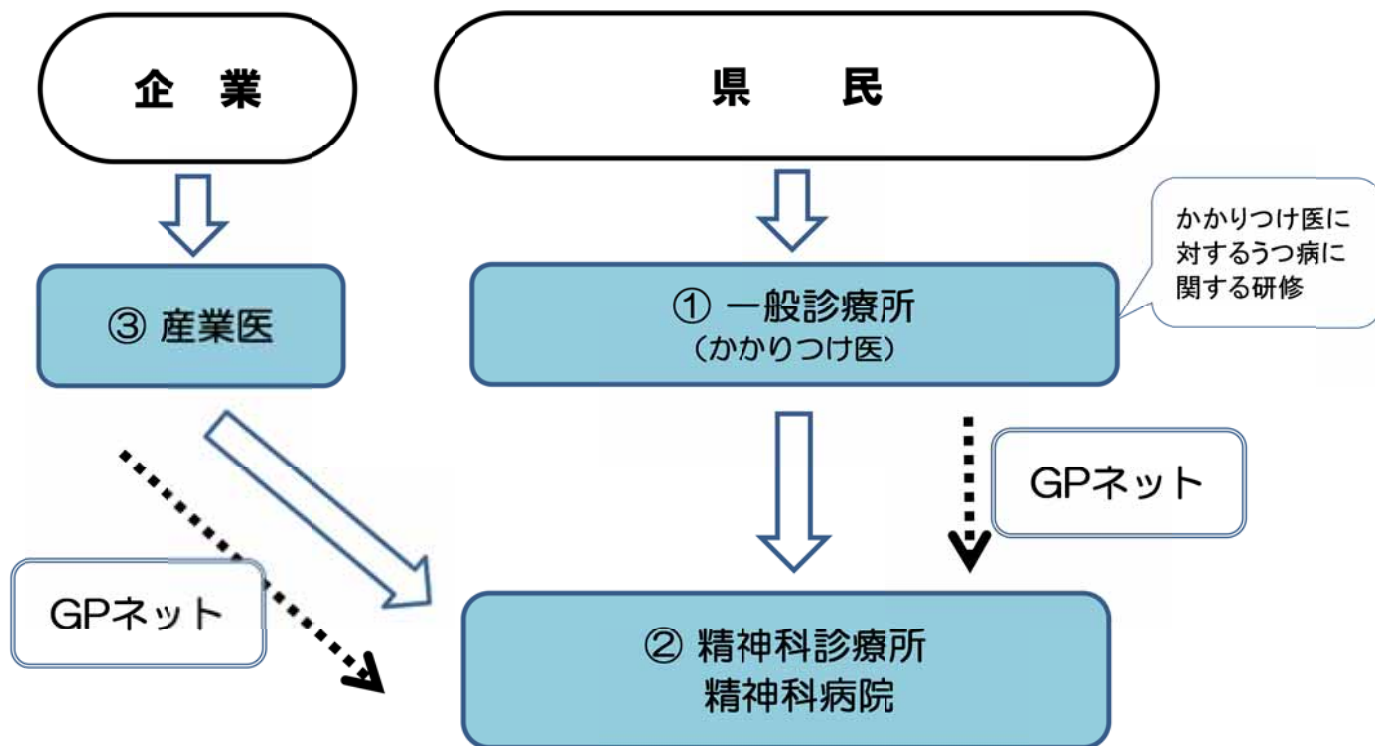 企 業
県 民
かかりつけ医に
対するうつ病に
関する研修
③ 産業医
① 一般診療所
（かかりつけ医）
GPネット
GPネット
② 精神科診療所
精神科病院